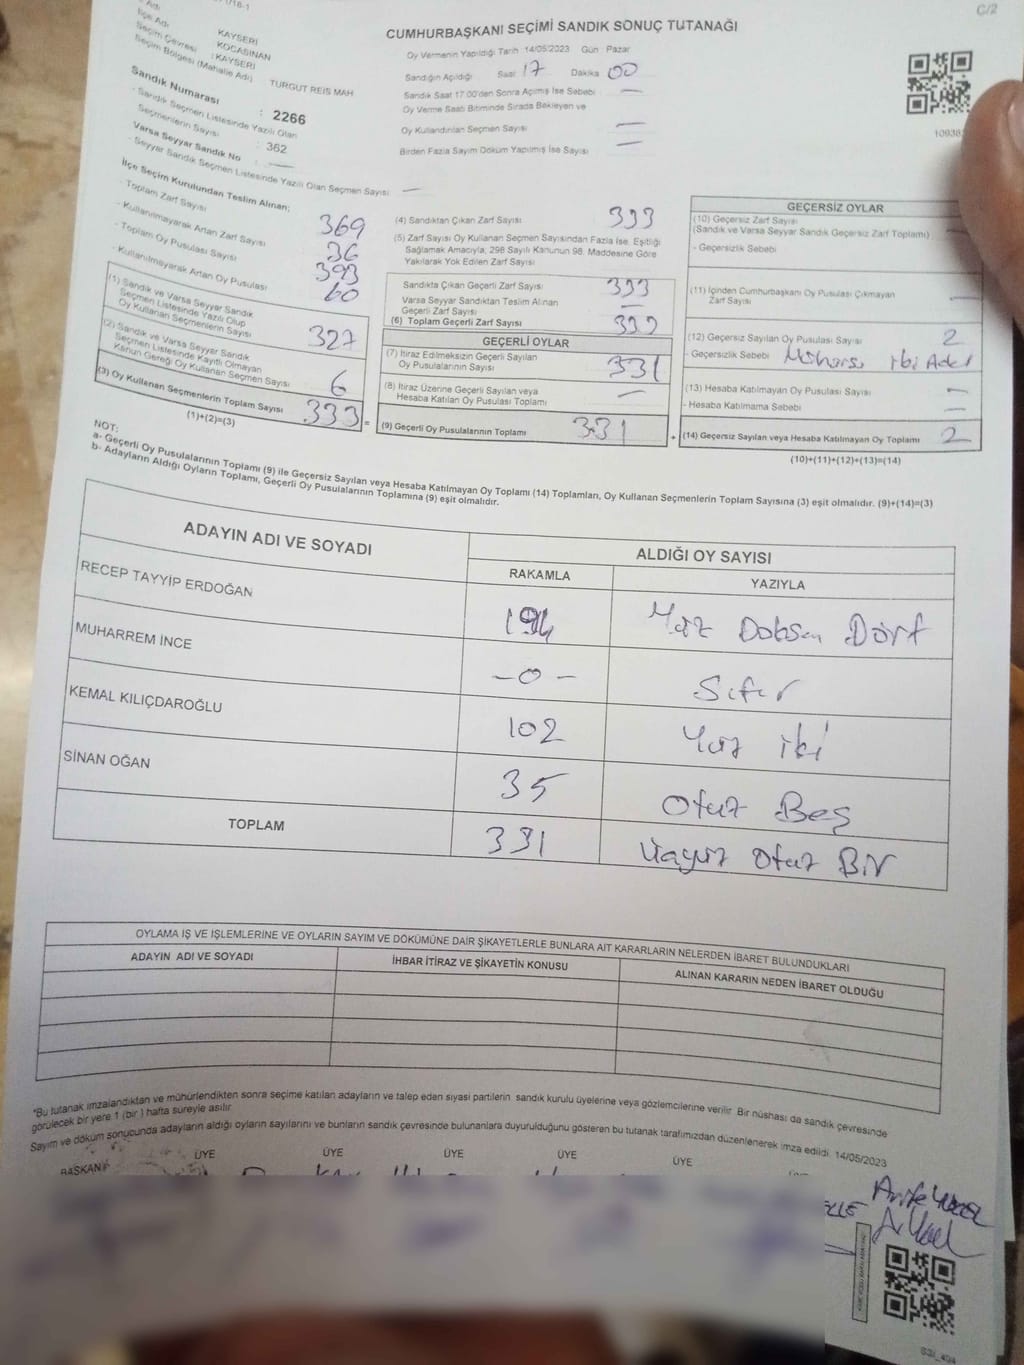 C/2
CUMHURBAŞKANI SEÇİMİ SANDIK SONUÇ TUTANAĞI
İlçe Adı
KAYSERİ
KOCASİNAN
Seçim Çevresi : KAYSERİ
Seçim Bölgesi (Mahalle Adı) TURGUT REİS MAH
Sandık Numarası : 2266
- Sandık Seçmen Listesinde Yazılı Olan
Seçmenlerin Sayısı : 362
Varsa Seyyar Sandık No
- Seyyar Sandık Seçmen Listesinde Yazılı Olan Seçmen Sayısı —
Oy Vermenin Yapıldığı Tarih 14/05/2023 Gün Pazar
Sandığın Açıldığı Saat 17 Dakika 00
Sandık Saat 17.00'den Sonra Açılmış İse Sebebi —
Oy Verme Saati Bitiminde Sırada Bekleyen ve
Oy Kullandırılan Seçmen Sayısı —
Birden Fazla Sayım Döküm Yapılmış İse Sayısı —
İlçe Seçim Kurulundan Teslim Alınan;
- Toplam Zarf Sayısı 369
- Kullanılmayarak Artan Zarf Sayısı 36
- Toplam Oy Pusulası Sayısı 393
- Kullanılmayarak Artan Oy Pusulası 60
(1) Sandık ve Varsa Seyyar Sandık
Seçmen Listesinde Yazılı Olup
Oy Kullanan Seçmenlerin Sayısı 327
(2) Sandık ve Varsa Seyyar Sandık
Seçmen Listesinde Kayıtlı Olmayan
Kanun Gereği Oy Kullanan Seçmen Sayısı 6
(3) Oy Kullanan Seçmenlerin Toplam Sayısı 333 =
(1)+(2)=(3)
(4) Sandıktan Çıkan Zarf Sayısı 333
(5) Zarf Sayısı Oy Kullanan Seçmen Sayısından Fazla İse, Eşitliği
Sağlamak Amacıyla, 298 Sayılı Kanunun 98. Maddesine Göre
Yakılarak Yok Edilen Zarf Sayısı
Sandıkta Çıkan Geçerli Zarf Sayısı 333
Varsa Seyyar Sandıktan Teslim Alınan
Geçerli Zarf Sayısı —
(6) Toplam Geçerli Zarf Sayısı 333
GEÇERLİ OYLAR
(7) İtiraz Edilmeksizin Geçerli Sayılan
Oy Pusulalarının Sayısı 331
(8) İtiraz Üzerine Geçerli Sayılan veya
Hesaba Katılan Oy Pusulası Toplamı —
(9) Geçerli Oy Pusulalarının Toplamı 331 +
GEÇERSİZ OYLAR
(10) Geçersiz Zarf Sayısı
(Sandık ve Varsa Seyyar Sandık Geçersiz Zarf Toplamı) —
- Geçersizlik Sebebi
(11) İçinden Cumhurbaşkanı Oy Pusulası Çıkmayan
Zarf Sayısı —
(12) Geçersiz Sayılan Oy Pusulası Sayısı 2
- Geçersizlik Sebebi iki Adet
(13) Hesaba Katılmayan Oy Pusulası Sayısı —
- Hesaba Katılmama Sebebi —
(14) Geçersiz Sayılan veya Hesaba Katılmayan Oy Toplamı 2
(10)+(11)+(12)+(13)=(14)
NOT:
a- Geçerli Oy Pusulalarının Toplamı (9) ile Geçersiz Sayılan veya Hesaba Katılmayan Oy Toplamı (14) Toplamları, Oy Kullanan Seçmenlerin Toplam Sayısına (3) eşit olmalıdır. (9)+(14)=(3)
b- Adayların Aldığı Oyların Toplamı, Geçerli Oy Pusulalarının Toplamına (9) eşit olmalıdır.
ADAYIN ADI VE SOYADI ALDIĞI OY SAYISI
RAKAMLA YAZIYLA
RECEP TAYYİP ERDOĞAN 194 Yüz Doksan Dört
MUHARREM İNCE -0- Sıfır
KEMAL KILIÇDAROĞLU 102 Yüz iki
SİNAN OĞAN 35 Otuz Beş
TOPLAM 331 Üçyüz Otuz Bir
OYLAMA İŞ VE İŞLEMLERİNE VE OYLARIN SAYIM VE DÖKÜMÜNE DAİR ŞİKAYETLERLE BUNLARA AİT KARARLARIN NELERDEN İBARET BULUNDUKLARI
ADAYIN ADI VE SOYADI İHBAR İTİRAZ VE ŞİKAYETİN KONUSU ALINAN KARARIN NEDEN İBARET OLDUĞU
*Bu tutanak imzalandıktan ve mühürlendikten sonra seçime katılan adayların ve talep eden siyasi partilerin sandık kurulu üyelerine veya gözlemcilerine verilir. Bir nüshası da sandık çevresinde
görülecek bir yere 1 (bir) hafta süreyle asılır.
Sayım ve döküm sonucunda adayların aldığı oyların sayılarını ve bunların sandık çevresinde bulunanlara duyurulduğunu gösteren bu tutanak tarafımızdan düzenlenerek imza edildi. 14/05/2023
BAŞKAN ÜYE ÜYE ÜYE ÜYE ÜYE